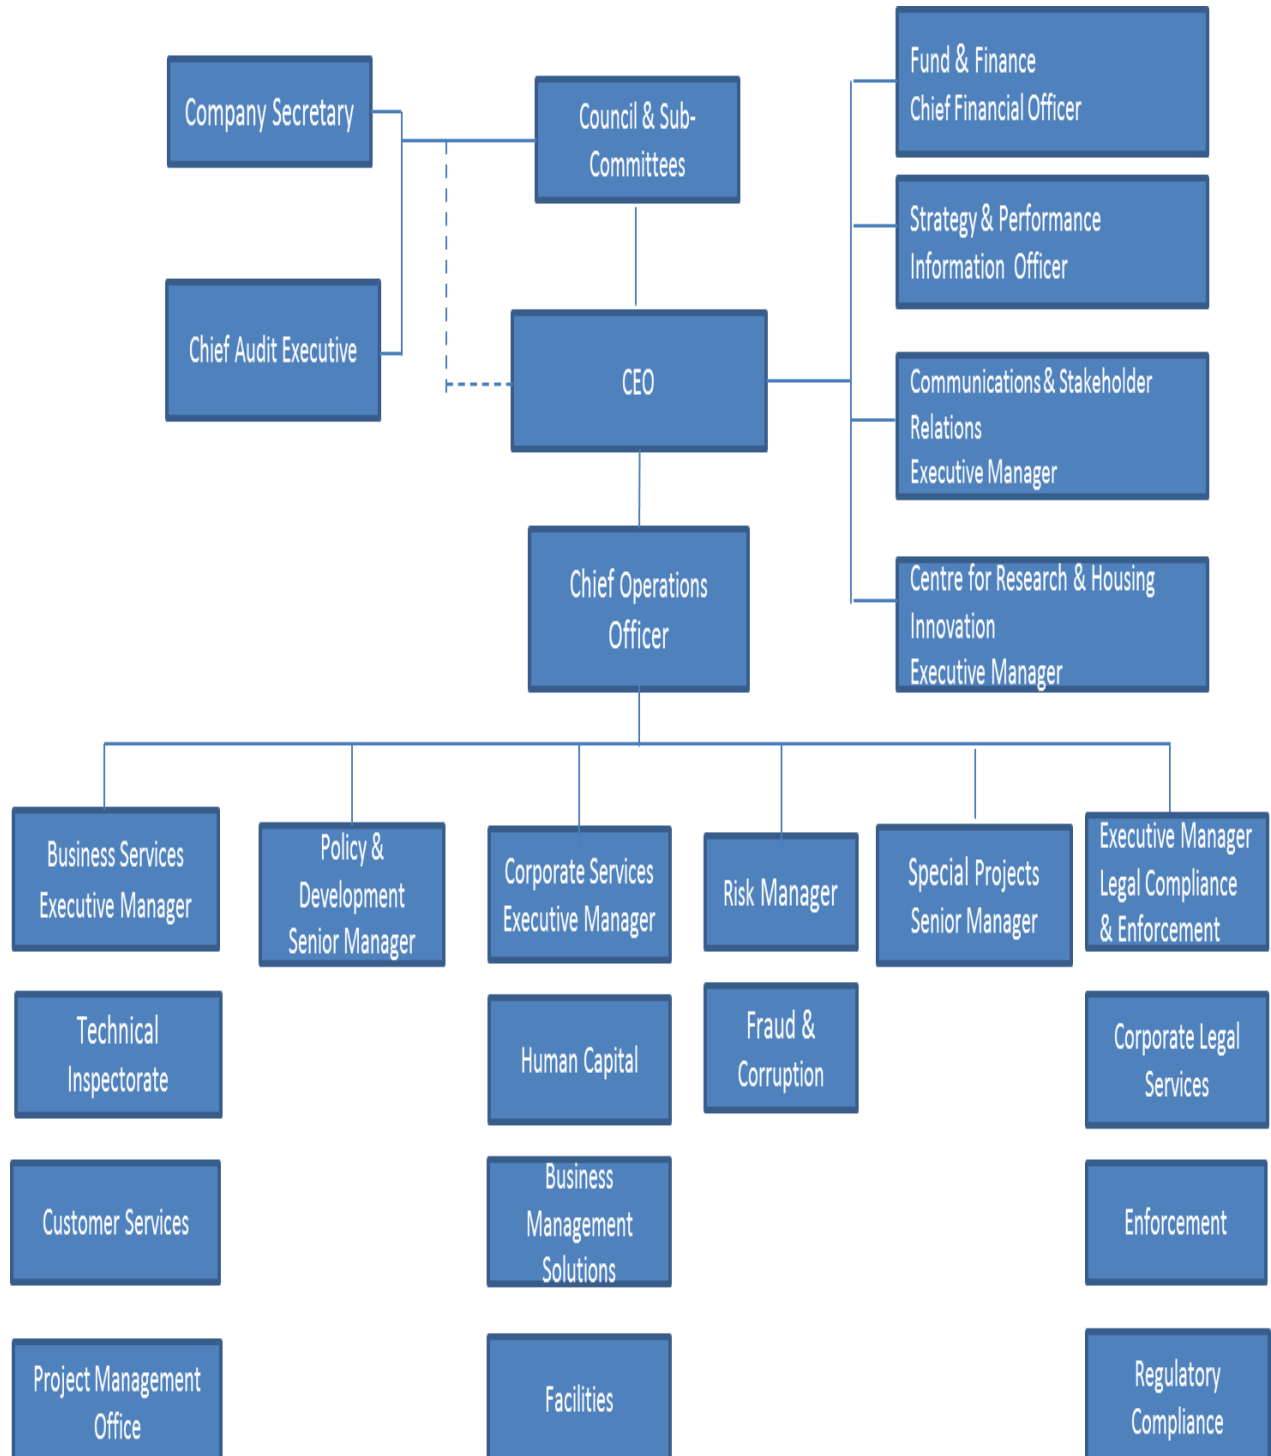 Company Secretary
Council & Sub-
Committees
Fund & Finance
Chief Financial Officer
Strategy & Performance
Information Officer
Chief Audit Executive
CEO
Communications & Stakeholder
Relations
Executive Manager
Chief Operations
Officer
Centre for Research & Housing
Innovation
Executive Manager
Business Services
Executive Manager
Policy &
Development
Senior Manager
Corporate Services
Executive Manager
Risk Manager
Special Projects
Senior Manager
Executive Manager
Legal Compliance
& Enforcement
Technical
Inspectorate
Human Capital
Fraud &
Corruption
Corporate Legal
Services
Customer Services
Business
Management
Solutions
Enforcement
Project Management
Office
Facilities
Regulatory
Compliance